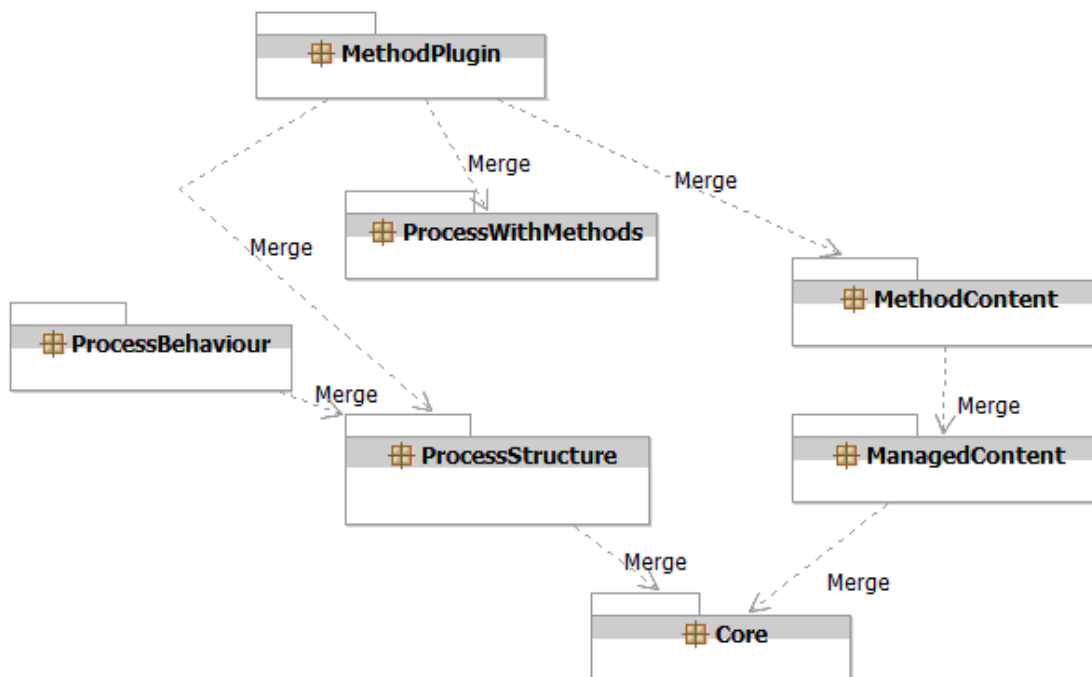 MethodPlugin
Merge
Merge
ProcessWithMethods
Merge
MethodContent
ProcessBehaviour
Merge
Merge
ProcessStructure
ManagedContent
Merge
Merge
Core